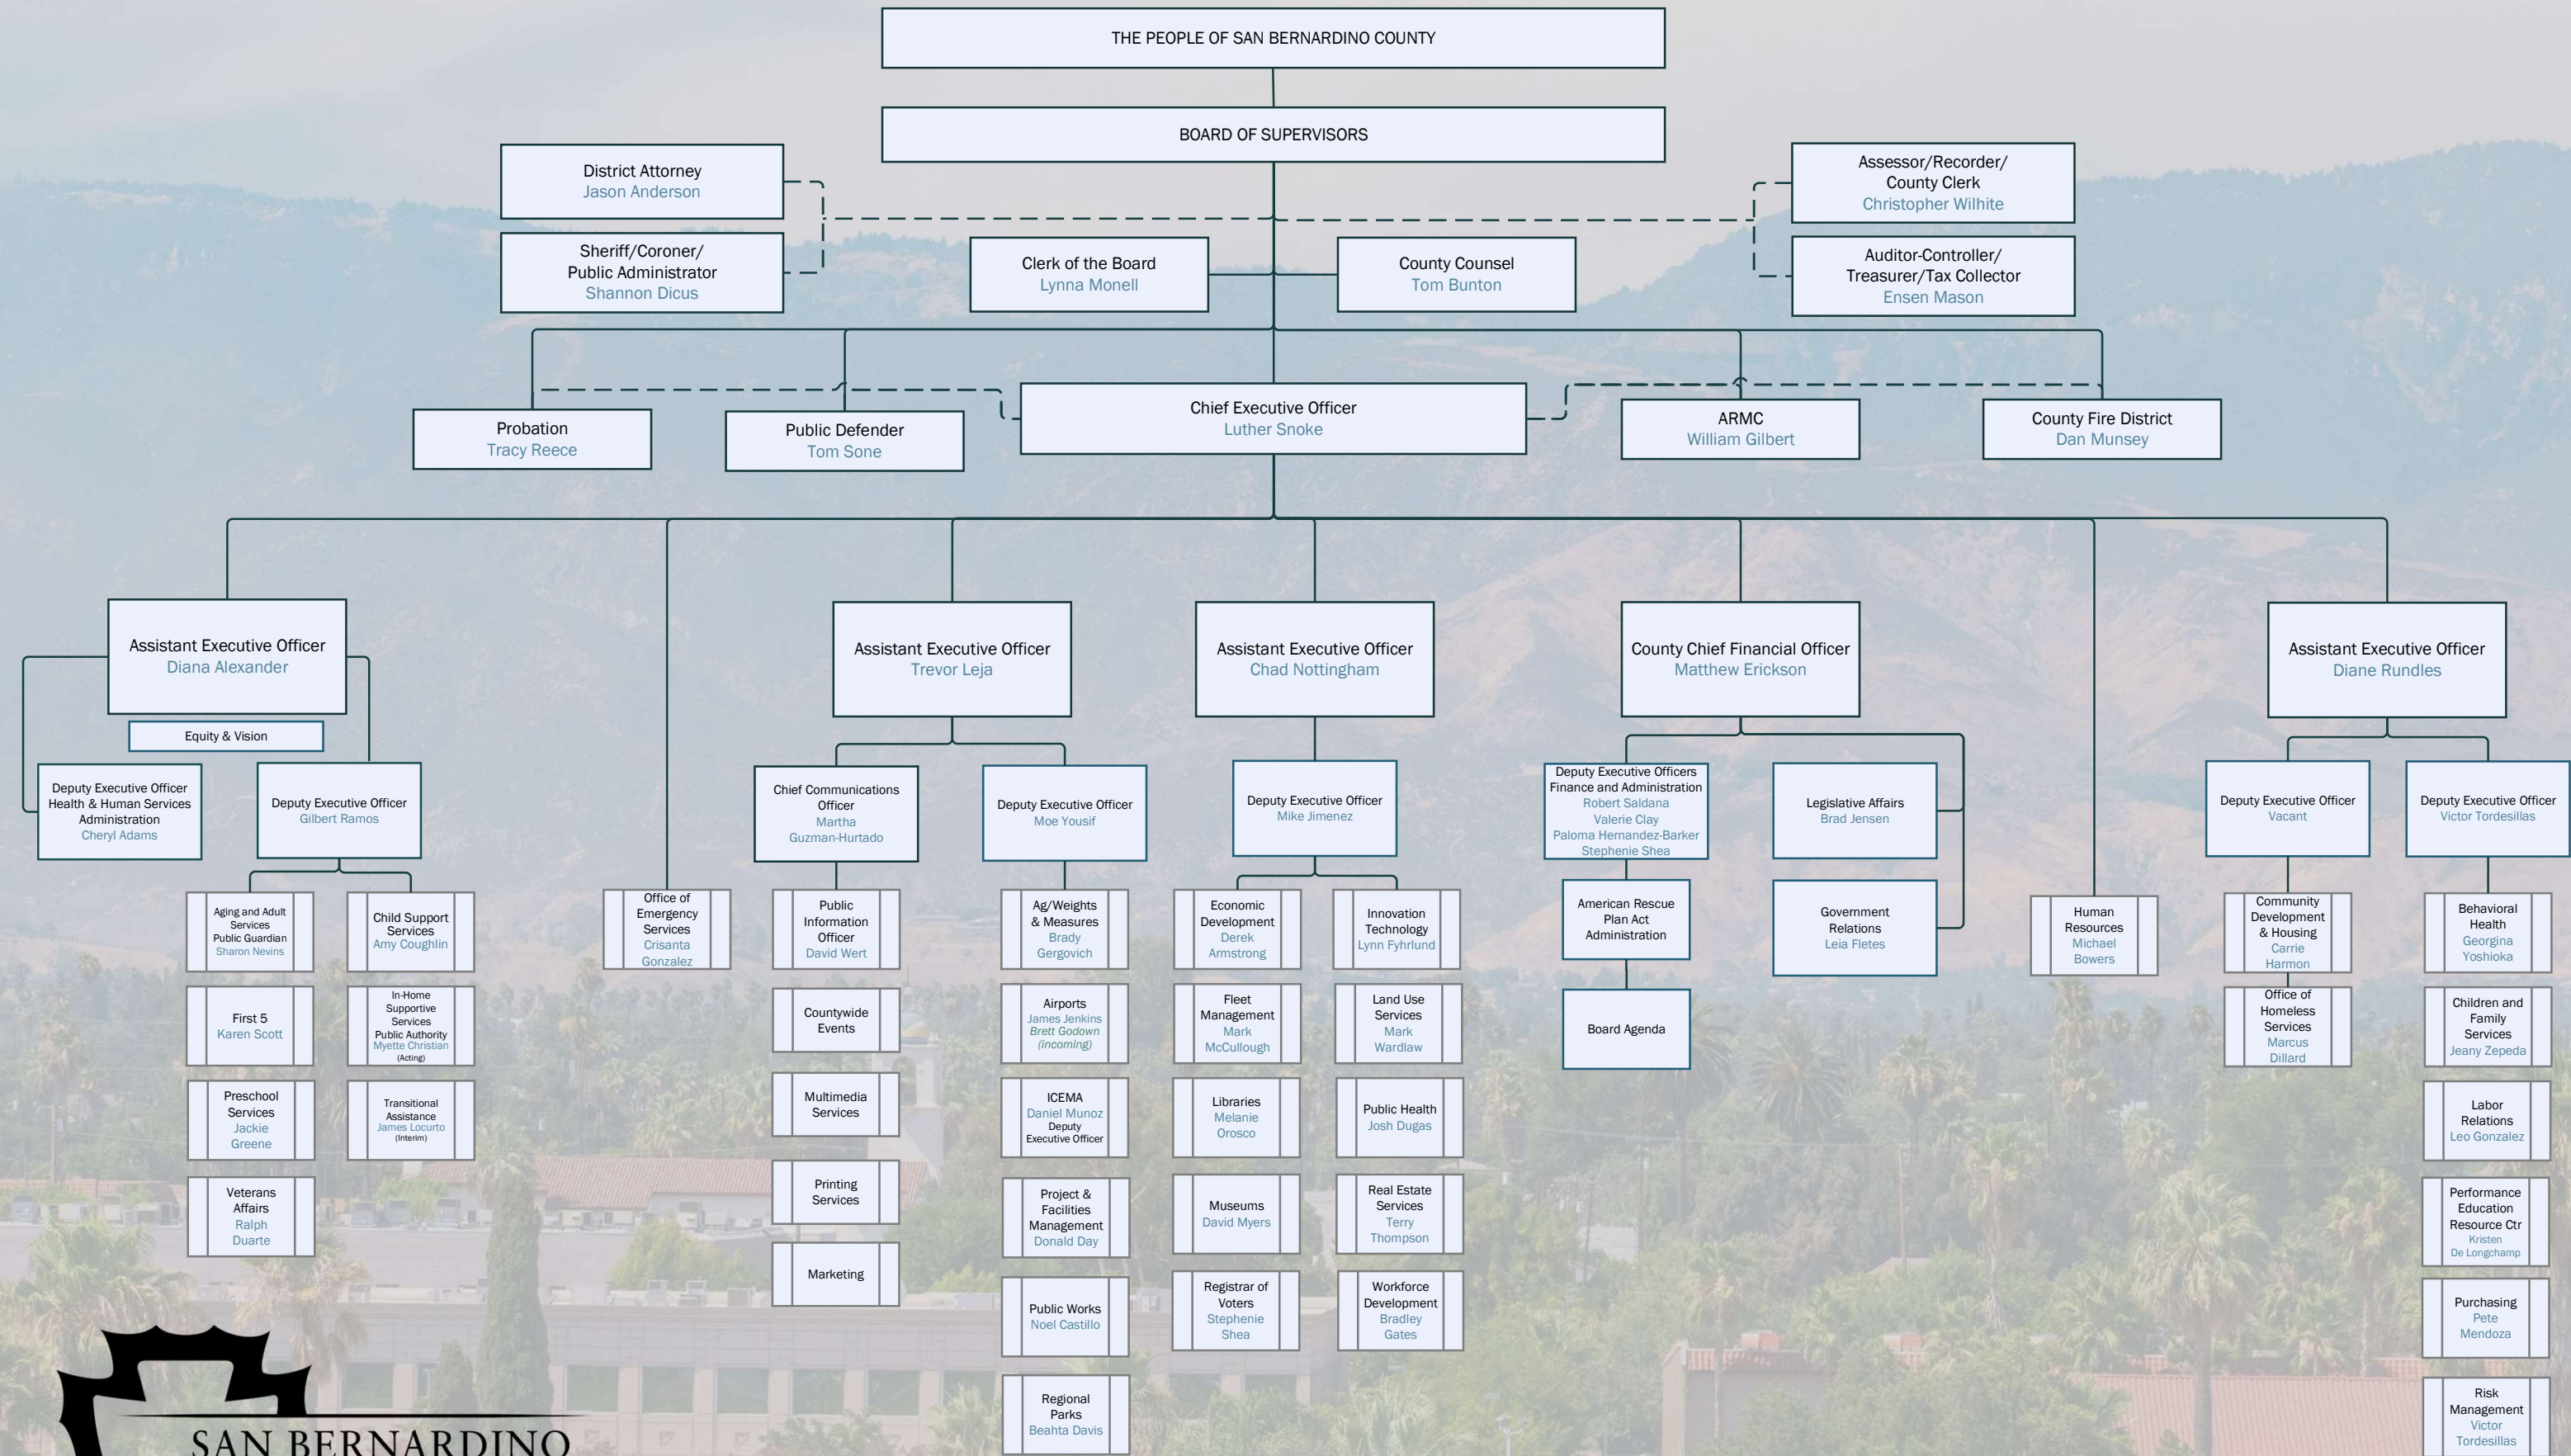 THE PEOPLE OF SAN BERNARDINO COUNTY
BOARD OF SUPERVISORS
District Attorney
Jason Anderson
Sheriff/Coroner/
Public Administrator
Shannon Dicus
Clerk of the Board
Lynna Monell
County Counsel
Tom Bunton
Assessor/Recorder/
County Clerk
Christopher Wilhite
Auditor-Controller/
Treasurer/Tax Collector
Ensen Mason
Probation
Tracy Reece
Public Defender
Tom Sone
Chief Executive Officer
Luther Snoke
ARMC
William Gilbert
County Fire District
Dan Munsey
Assistant Executive Officer
Diana Alexander
Equity & Vision
Deputy Executive Officer
Health & Human Services
Administration
Cheryl Adams
Deputy Executive Officer
Gilbert Ramos
Aging and Adult
Services
Public Guardian
Sharon Nevins
First 5
Karen Scott
Preschool
Services
Jackie
Greene
Veterans
Affairs
Ralph
Duarte
Child Support
Services
Amy Coughlin
In-Home
Supportive
Services
Public Authority
Myette Christian
(Acting)
Transitional
Assistance
James Locurto
(Interim)
Office of
Emergency
Services
Crisanta
Gonzalez
Assistant Executive Officer
Trevor Leja
Chief Communications
Officer
Martha
Guzman-Hurtado
Public
Information
Officer
David Wert
Countywide
Events
Multimedia
Services
Printing
Services
Marketing
Deputy Executive Officer
Moe Yousif
Ag/Weights
& Measures
Brady
Gergovich
Airports
James Jenkins
Brett Godown
(incoming)
ICEMA
Daniel Munoz
Deputy
Executive Officer
Project &
Facilities
Management
Donald Day
Public Works
Noel Castillo
Regional
Parks
Beahta Davis
Assistant Executive Officer
Chad Nottingham
Deputy Executive Officer
Mike Jimenez
Economic
Development
Derek
Armstrong
Fleet
Management
Mark
McCullough
Libraries
Melanie
Orosco
Museums
David Myers
Registrar of
Voters
Stephenie
Shea
Innovation
Technology
Lynn Fyhrlund
Land Use
Services
Mark
Wardlaw
Public Health
Josh Dugas
Real Estate
Services
Terry
Thompson
Workforce
Development
Bradley
Gates
County Chief Financial Officer
Matthew Erickson
Deputy Executive Officers
Finance and Administration
Robert Saldana
Valerie Clay
Paloma Hernandez-Barker
Stephenie Shea
American Rescue
Plan Act
Administration
Board Agenda
Legislative Affairs
Brad Jensen
Government
Relations
Leia Fletes
Human
Resources
Michael
Bowers
Assistant Executive Officer
Diane Rundles
Deputy Executive Officer
Vacant
Community
Development
& Housing
Carrie
Harmon
Office of
Homeless
Services
Marcus
Dillard
Deputy Executive Officer
Victor Tordesillas
Behavioral
Health
Georgina
Yoshioka
Children and
Family
Services
Jeany Zepeda
Labor
Relations
Leo Gonzalez
Performance
Education
Resource Ctr
Kristen
De Longchamp
Purchasing
Pete
Mendoza
Risk
Management
Victor
Tordesillas
SAN BERNARDINO